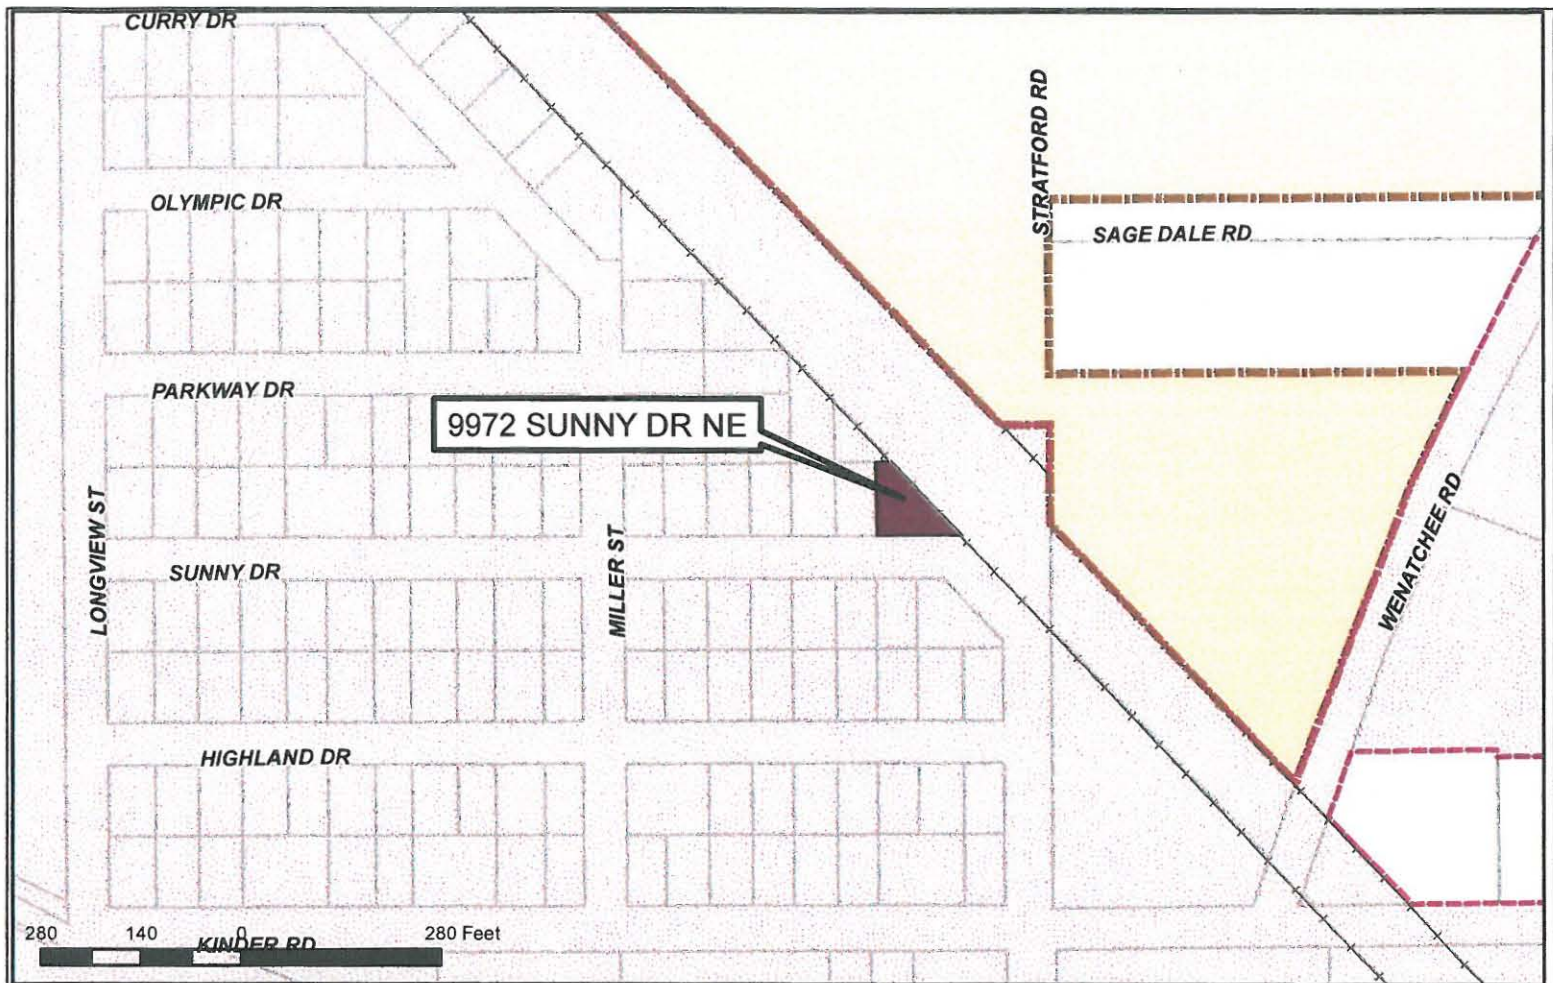 CURRY DR
STRATFORD RD
OLYMPIC DR
SAGE DALE RD
PARKWAY DR
9972 SUNNY DR NE
LONGVIEW ST
MILLER ST
SUNNY DR
WENATCHEE RD
HIGHLAND DR
280 140 0 280 Feet
KINDER RD